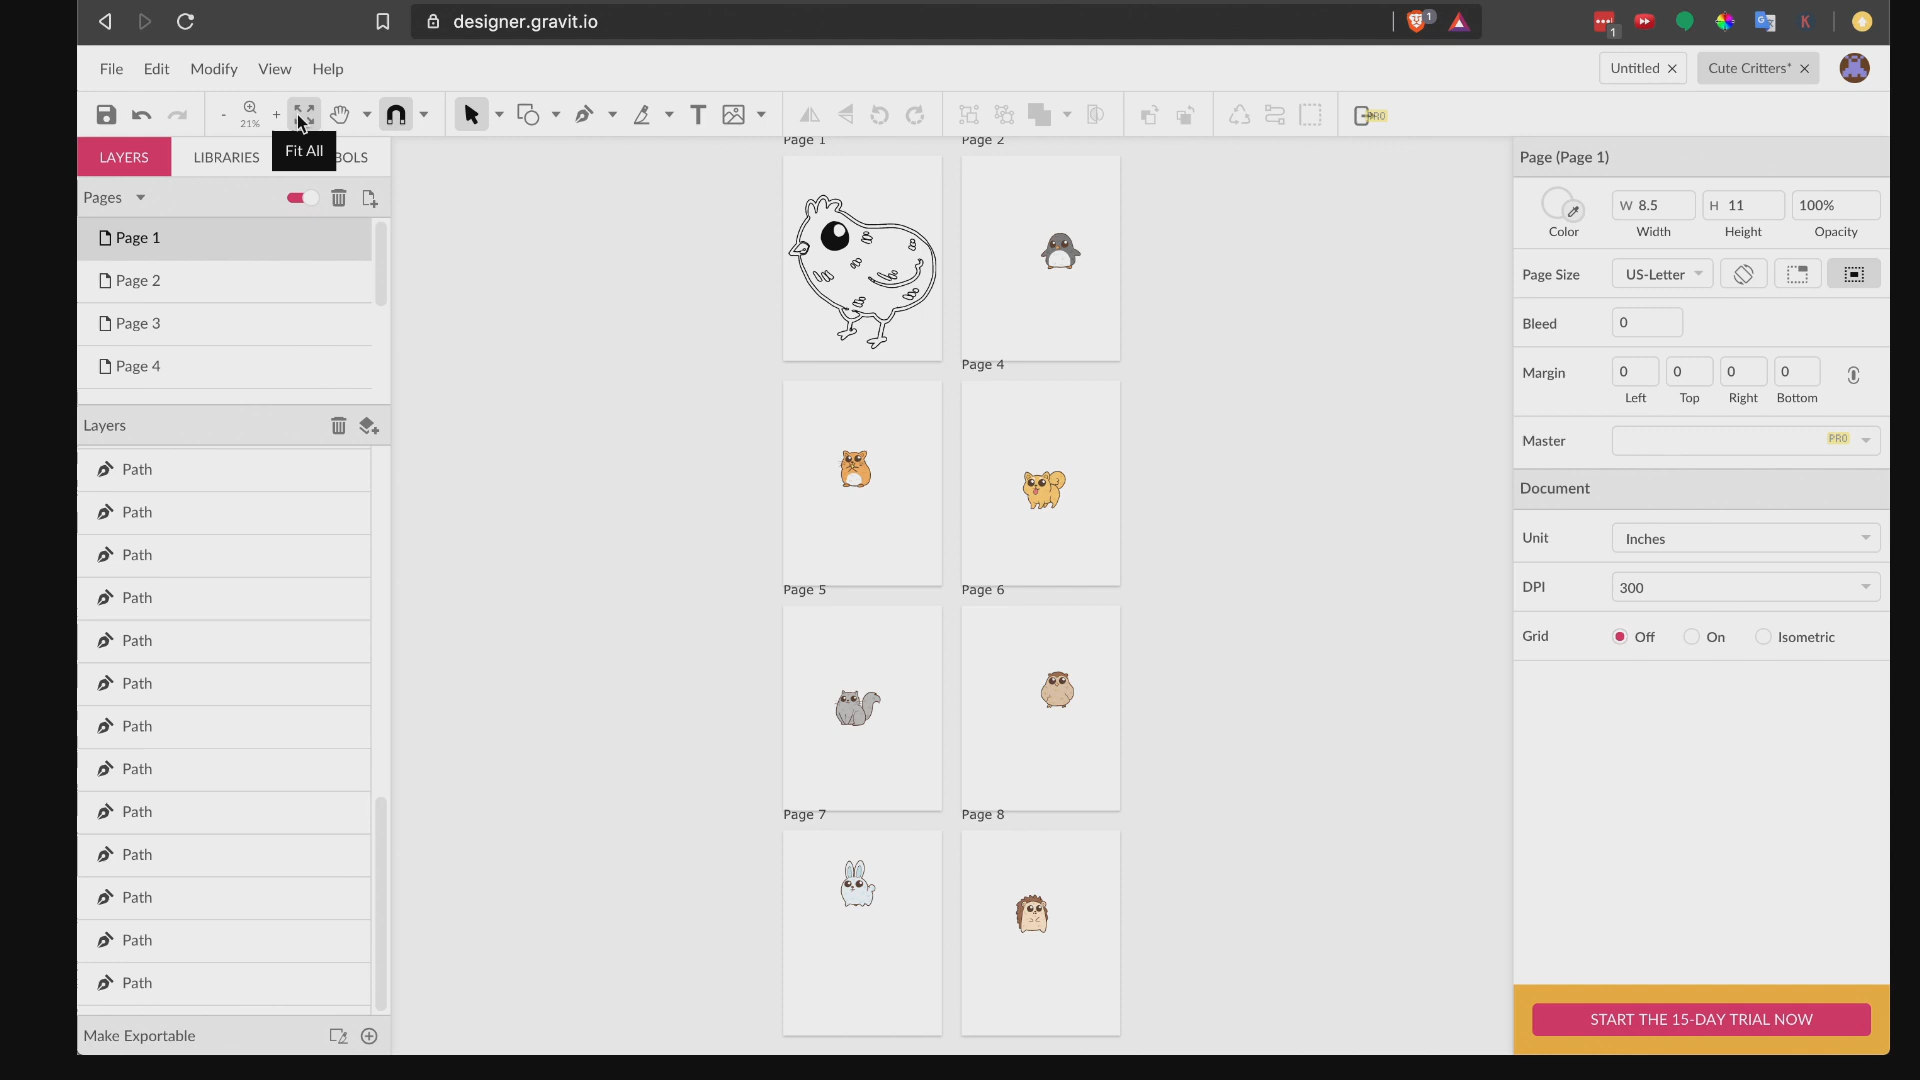 designer.gravit.io
1
1
K
File Edit Modify View Help
Untitled
Cute Critters*
- 21% +
T
PRO
Fit All
LAYERS LIBRARIES BOLS
Pages
Page 1
Page 2
Page 3
Page 4
Layers
Path
Path
Path
Path
Path
Path
Path
Path
Path
Path
Path
Path
Path
Make Exportable
Page 1 Page 2
Page 4
Page 5 Page 6
Page 7 Page 8
Page (Page 1)
W 8.5 H 11 100%
Color Width Height Opacity
Page Size US-Letter
Bleed 0
Margin 0 0 0 0
Left Top Right Bottom
Master PRO
Document
Unit Inches
DPI 300
Grid Off On Isometric
START THE 15-DAY TRIAL NOW